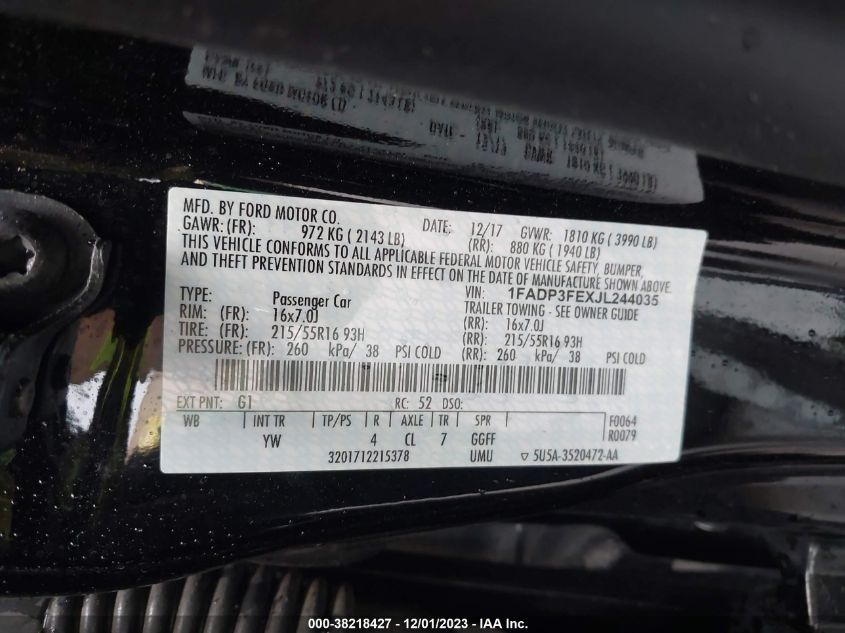 MFD. BY FORD MOTOR CO.
DATE: 12/17 GVWR: 1810 KG ( 3990 LB)
GAWR: (FR): 972 KG ( 2143 LB) (RR): 880 KG ( 1940 LB)
THIS VEHICLE CONFORMS TO ALL APPLICABLE FEDERAL MOTOR VEHICLE SAFETY, BUMPER,
AND THEFT PREVENTION STANDARDS IN EFFECT ON THE DATE OF MANUFACTURE SHOWN ABOVE.
VIN: 1FADP3FEXJL244035
TYPE: Passenger Car TRAILER TOWING - SEE OWNER GUIDE
RIM: (FR): 16x7.0J (RR): 16x7.0J
TIRE: (FR): 215/55R16 93H (RR): 215/55R16 93H
PRESSURE: (FR): 260 kPa/ 38 PSI COLD (RR): 260 kPa/ 38 PSI COLD
EXT PNT: G1 RC: 52 DSO:
WB INT TR TP/PS R AXLE TR SPR F0064
YW 4 CL 7 GGFF R0079
3201712215378 UMU ▽ 5U5A-3520472-AA
000-38218427 - 12/01/2023 - IAA Inc.